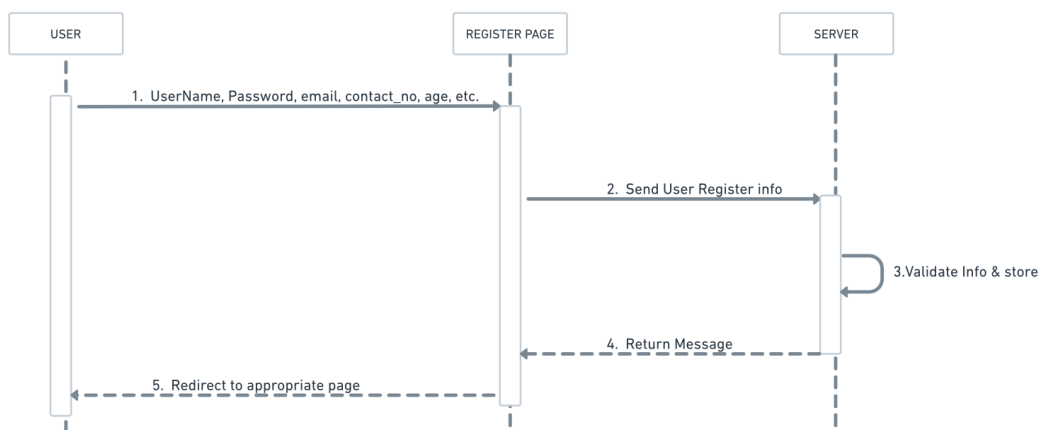 USER
REGISTER PAGE
SERVER
1. UserName, Password, email, contact_no, age, etc.
2. Send User Register info
3.Validate Info & store
4. Return Message
5. Redirect to appropriate page